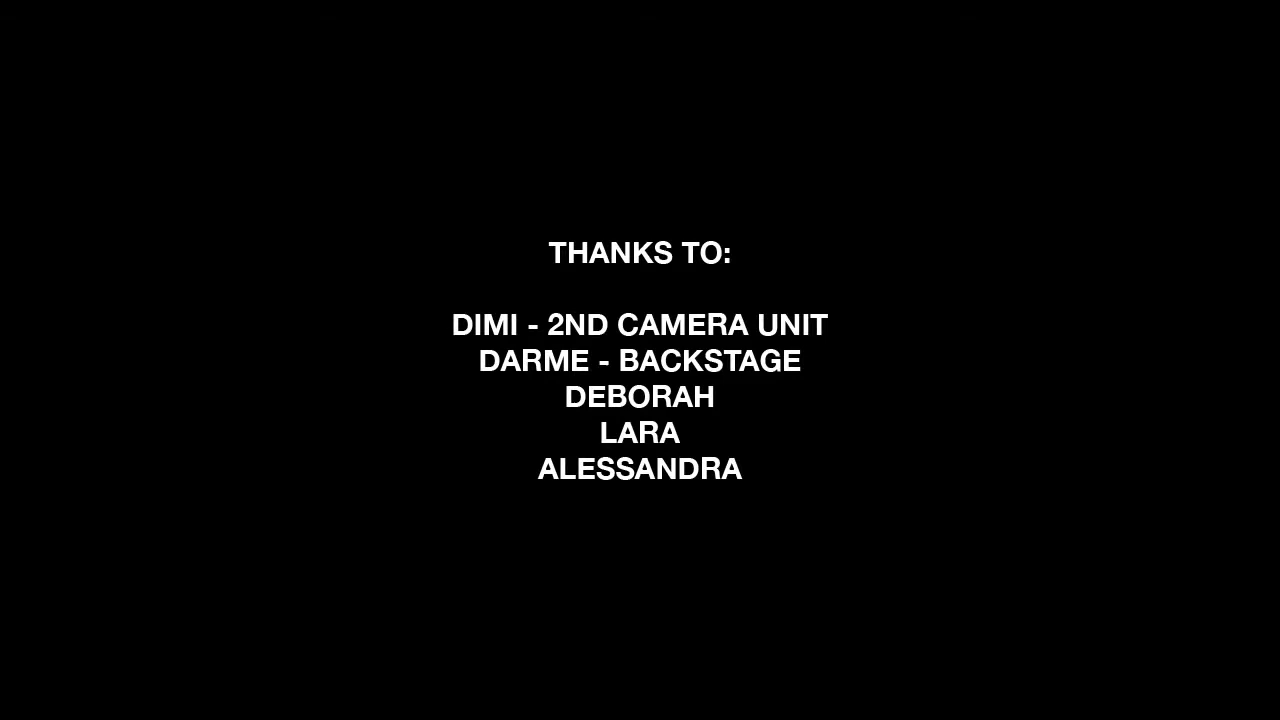 THANKS TO:
DIMI - 2ND CAMERA UNIT
DARME - BACKSTAGE
DEBORAH
LARA
ALESSANDRA